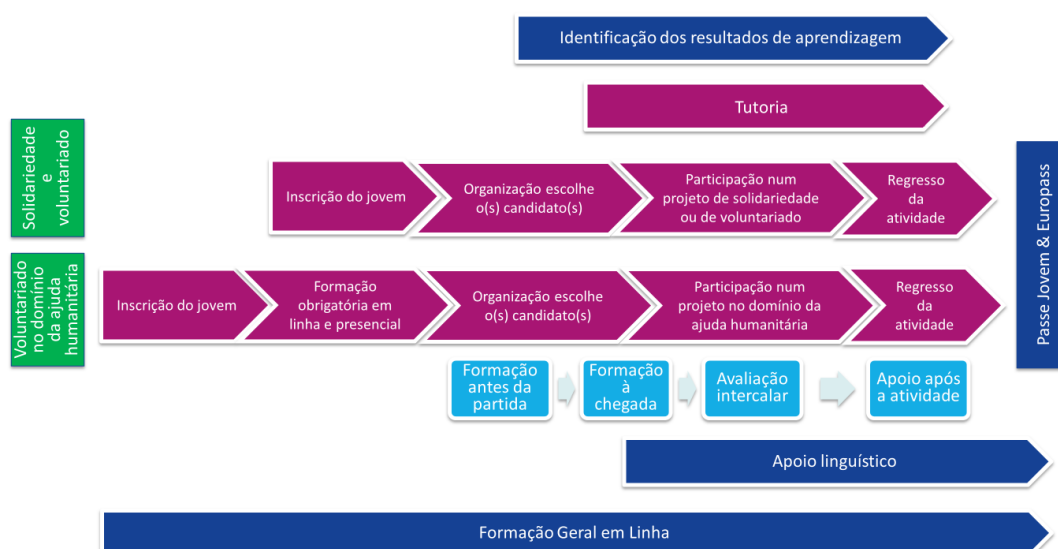 Identificação dos resultados de aprendizagem
Tutoria
Solidariedade
e
voluntariado
Inscrição do jovem
Organização escolhe
o(s) candidato(s)
Participação num
projeto de solidariedade
ou de voluntariado
Regresso
da
atividade
Voluntariado
no domínio
da ajuda
humanitária
Inscrição do jovem
Formação
obrigatória em
linha e presencial
Organização escolhe
o(s) candidato(s)
Participação num
projeto no domínio da
ajuda humanitária
Regresso
da
atividade
Passe Jovem & Europass
Formação
antes da
partida
Formação
à
chegada
Avaliação
intercalar
Apoio após
a atividade
Apoio linguístico
Formação Geral em Linha